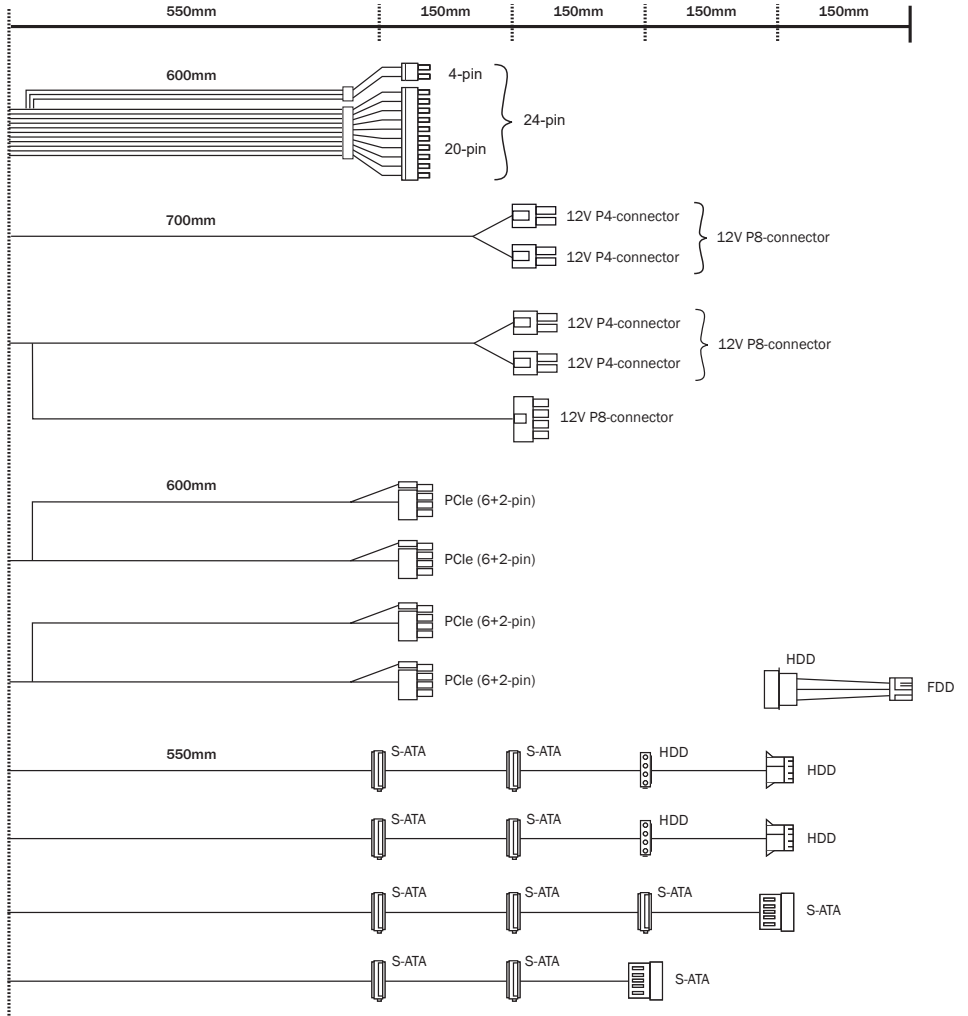 550mm 150mm 150mm 150mm 150mm
600mm
4-pin
24-pin
20-pin
700mm
12V P4-connector
12V P8-connector
12V P4-connector
12V P4-connector
12V P8-connector
12V P4-connector
12V P8-connector
600mm
PCIe (6+2-pin)
PCIe (6+2-pin)
PCIe (6+2-pin)
PCIe (6+2-pin)
HDD
FDD
550mm
S-ATA S-ATA HDD
HDD
S-ATA S-ATA HDD
HDD
S-ATA S-ATA S-ATA
S-ATA
S-ATA S-ATA
S-ATA